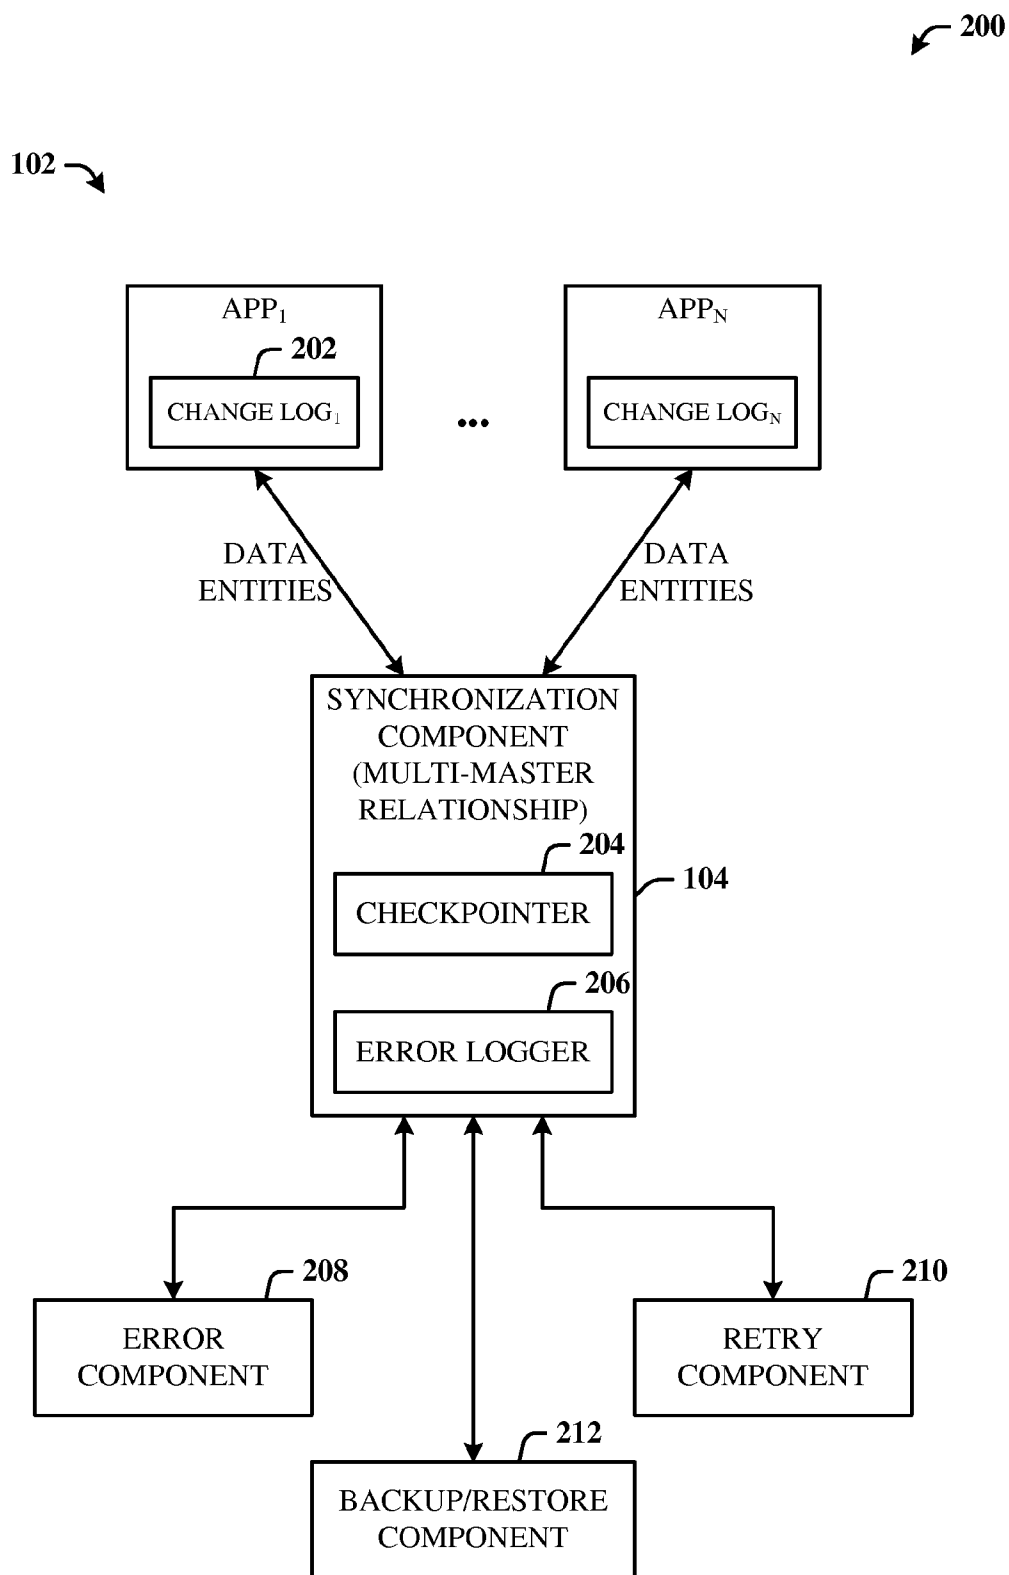 200
102
APP1
APPN
202
CHANGE LOG1
...
CHANGE LOGN
DATA
ENTITIES
DATA
ENTITIES
SYNCHRONIZATION
COMPONENT
(MULTI-MASTER
RELATIONSHIP)
204
104
CHECKPOINTER
206
ERROR LOGGER
208
210
ERROR
COMPONENT
RETRY
COMPONENT
212
BACKUP/RESTORE
COMPONENT